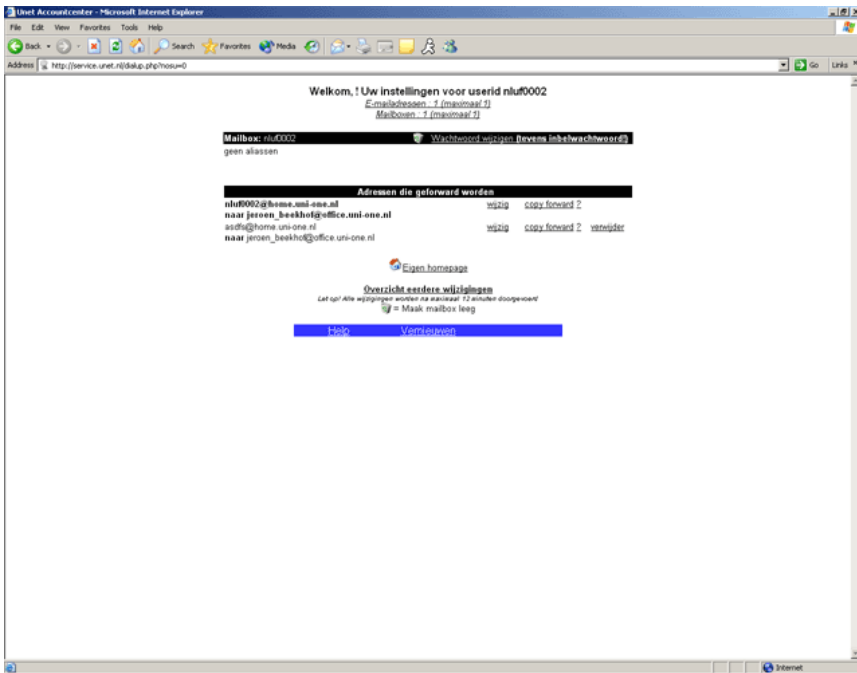 Unet Accountcenter - Microsoft Internet Explorer
File Edit View Favorites Tools Help
Back Search Favorites Media
Address http://service.unet.nl/dialup.php?nosu=0 Go Links
Welkom, ! Uw instellingen voor userid nluf0002
E-mailadressen : 1 (maximaal 1)
Mailboxen : 1 (maximaal 1)
Mailbox: nluf0002 Wachtwoord wijzigen (tevens inbelwachtwoord!)
geen aliassen
Adressen die geforward worden
nluf0002@home.uni-one.nl wijzig copy forward ?
naar jeroen_beekhof@office.uni-one.nl
asdfs@home.uni-one.nl wijzig copy forward ? verwijder
naar jeroen_beekhof@office.uni-one.nl
Eigen homepage
Overzicht eerdere wijzigingen
Let op! Alle wijzigingen worden na maximaal 12 minuten doorgevoerd
= Maak mailbox leeg
Help Vernieuwen
Internet